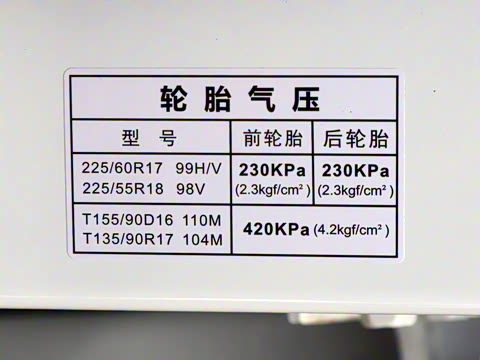 轮胎气压
型号 前轮胎 后轮胎
225/60R17 99H/V 230KPa 230KPa
225/55R18 98V (2.3kgf/cm²) (2.3kgf/cm²)
T155/90D16 110M 420KPa (4.2kgf/cm²)
T135/90R17 104M